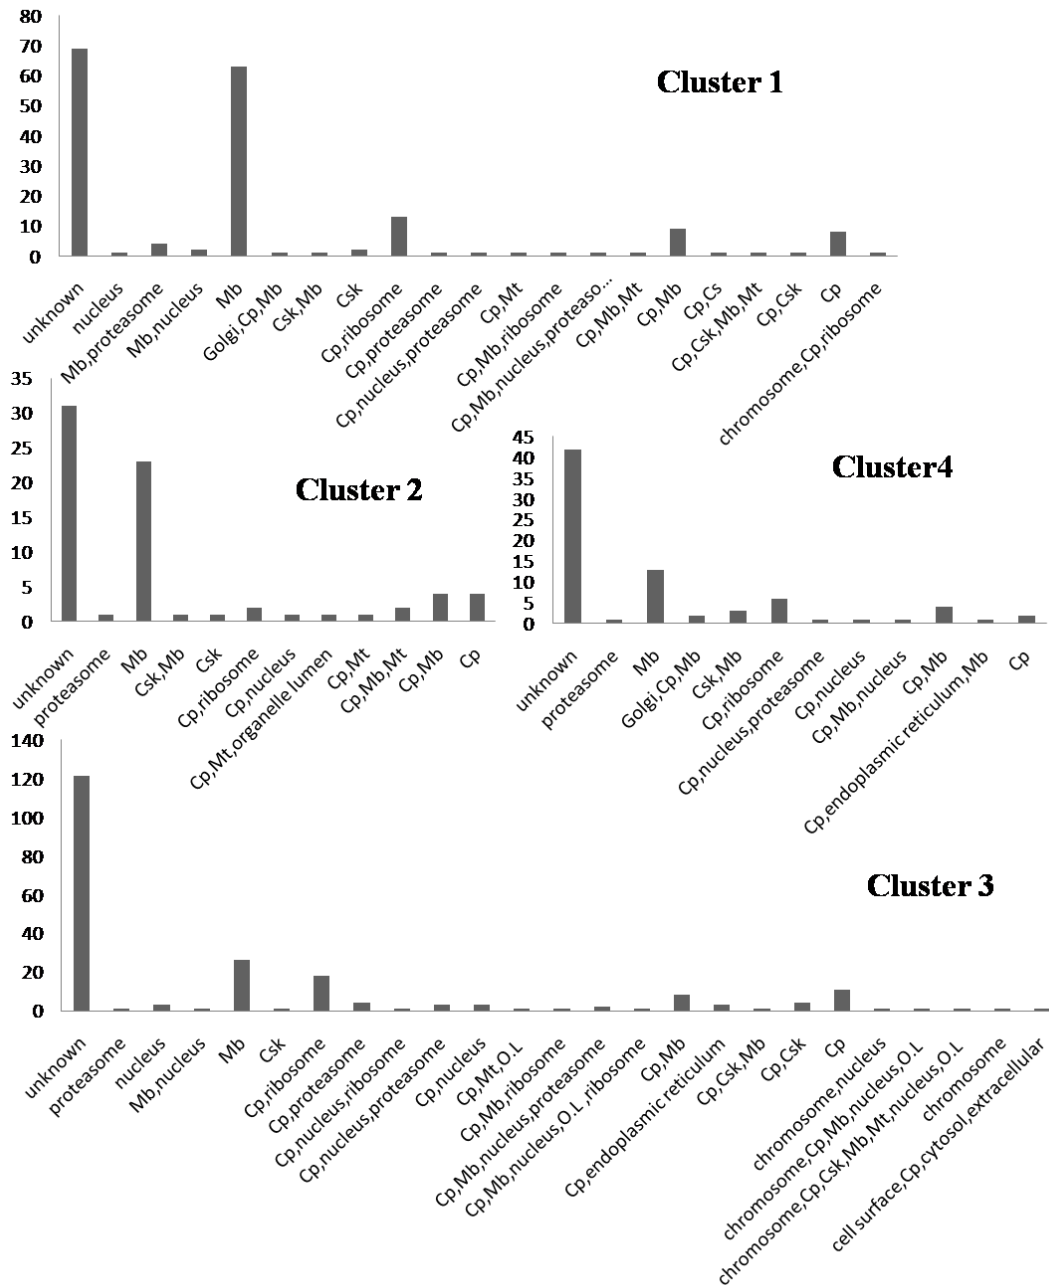 80
70
60
50
40
30
20
10
0
Cluster 1
unknown
nucleus
Mb,proteasome
Mb,nucleus
Mb
Golgi,Cp,Mb
Csk,Mb
Csk
Cp,ribosome
Cp,proteasome
Cp,nucleus,proteasome
Cp,Mt
Cp,Mb,ribosome
Cp,Mb,nucleus,proteaso...
Cp,Mb,Mt
Cp,Mb
Cp,Cs
Cp,Csk,Mb,Mt
Cp,Csk
Cp
chromosome,Cp,ribosome
35
30
25
20
15
10
5
0
Cluster 2
unknown
proteasome
Mb
Csk,Mb
Csk
Cp,ribosome
Cp,nucleus
Cp,Mt,organelle lumen
Cp,Mt
Cp,Mb,Mt
Cp,Mb
Cp
45
40
35
30
25
20
15
10
5
0
Cluster4
unknown
proteasome
Mb
Golgi,Cp,Mb
Csk,Mb
Cp,ribosome
Cp,nucleus,proteasome
Cp,nucleus
Cp,Mb,nucleus
Cp,Mb
Cp,endoplasmic reticulum,Mb
Cp
140
120
100
80
60
40
20
0
Cluster 3
unknown
proteasome
nucleus
Mb,nucleus
Mb
Csk
Cp,ribosome
Cp,proteasome
Cp,nucleus,ribosome
Cp,nucleus,proteasome
Cp,nucleus
Cp,Mt,O.L
Cp,Mb,ribosome
Cp,Mb,nucleus,proteasome
Cp,Mb,nucleus,O.L ,ribosome
Cp,Mb
Cp,endoplasmic reticulum
Cp,Csk,Mb
Cp,Csk
Cp
chromosome,nucleus
chromosome,Cp,Mb,nucleus,O.L
chromosome,Cp,Csk,Mb,Mt,nucleus,O.L
chromosome
cell surface,Cp,cytosol,extracellular